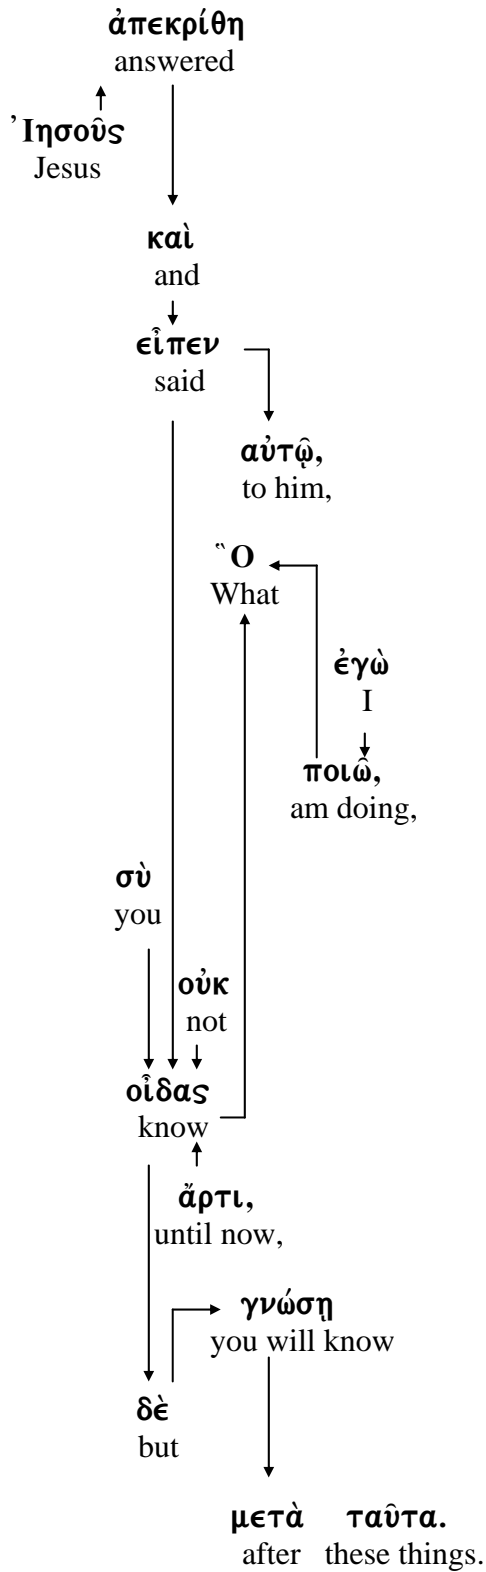 ἀπεκρίθη
answered
Ἰησοῦς
Jesus
καὶ
and
εἶπεν
said
αὐτῷ,
to him,
Ὃ
What
ἐγὼ
I
ποιῶ,
am doing,
σὺ
you
οὐκ
not
οἶδας
know
ἄρτι,
until now,
γνώσῃ
you will know
δὲ
but
μετὰ ταῦτα.
after these things.